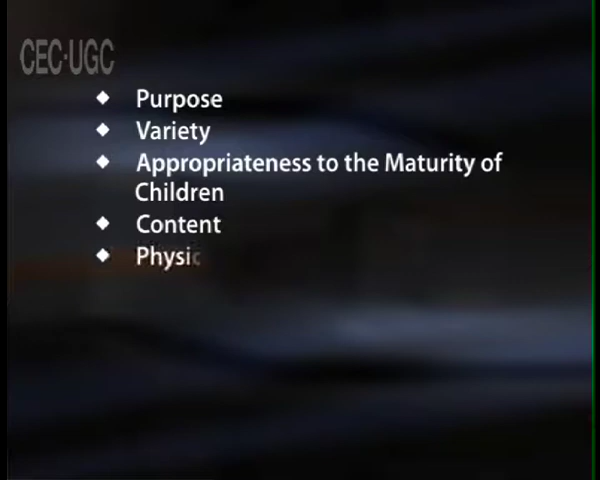 CEC-UGC
◆ Purpose
◆ Variety
◆ Appropriateness to the Maturity of
Children
◆ Content
◆ Physic